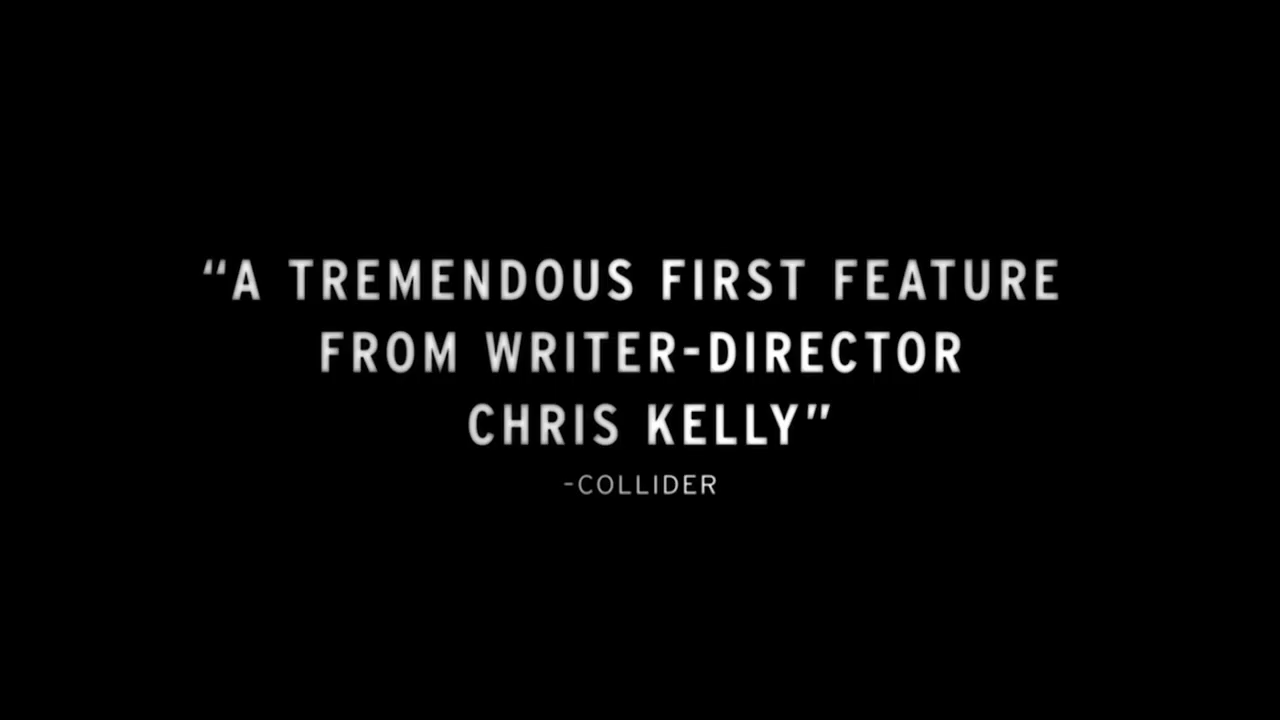 “A TREMENDOUS FIRST FEATURE
FROM WRITER-DIRECTOR
CHRIS KELLY”
-COLLIDER